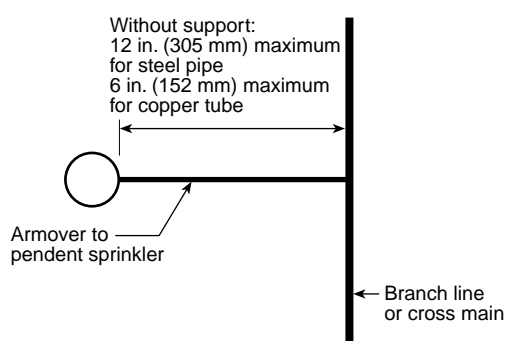 Without support:
12 in. (305 mm) maximum
for steel pipe
6 in. (152 mm) maximum
for copper tube
Armover to
pendent sprinkler
Branch line
or cross main